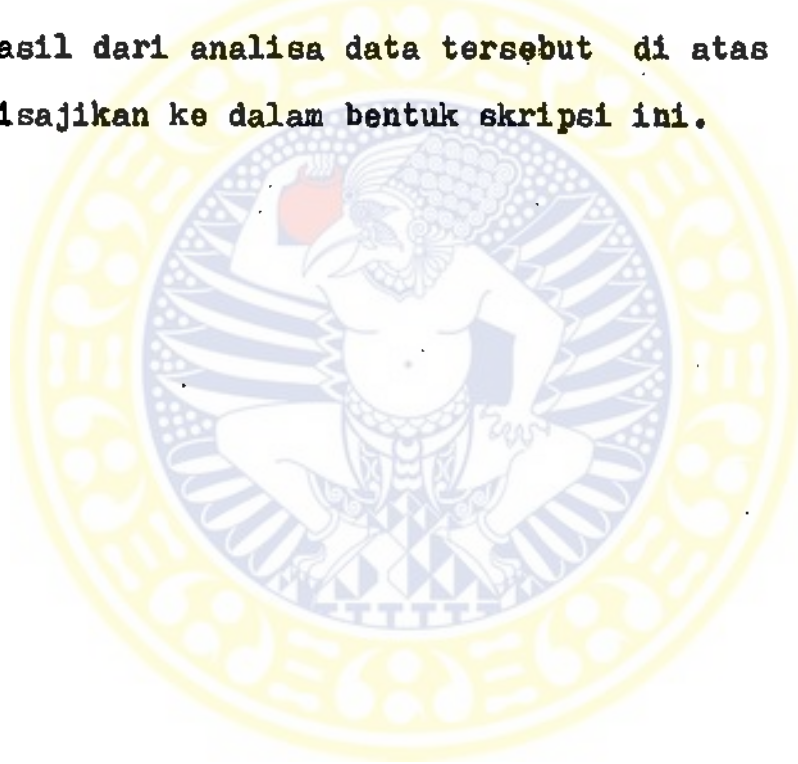 asil dari analisa data tersebut di atas
isajikan ke dalam bentuk skripsi ini.